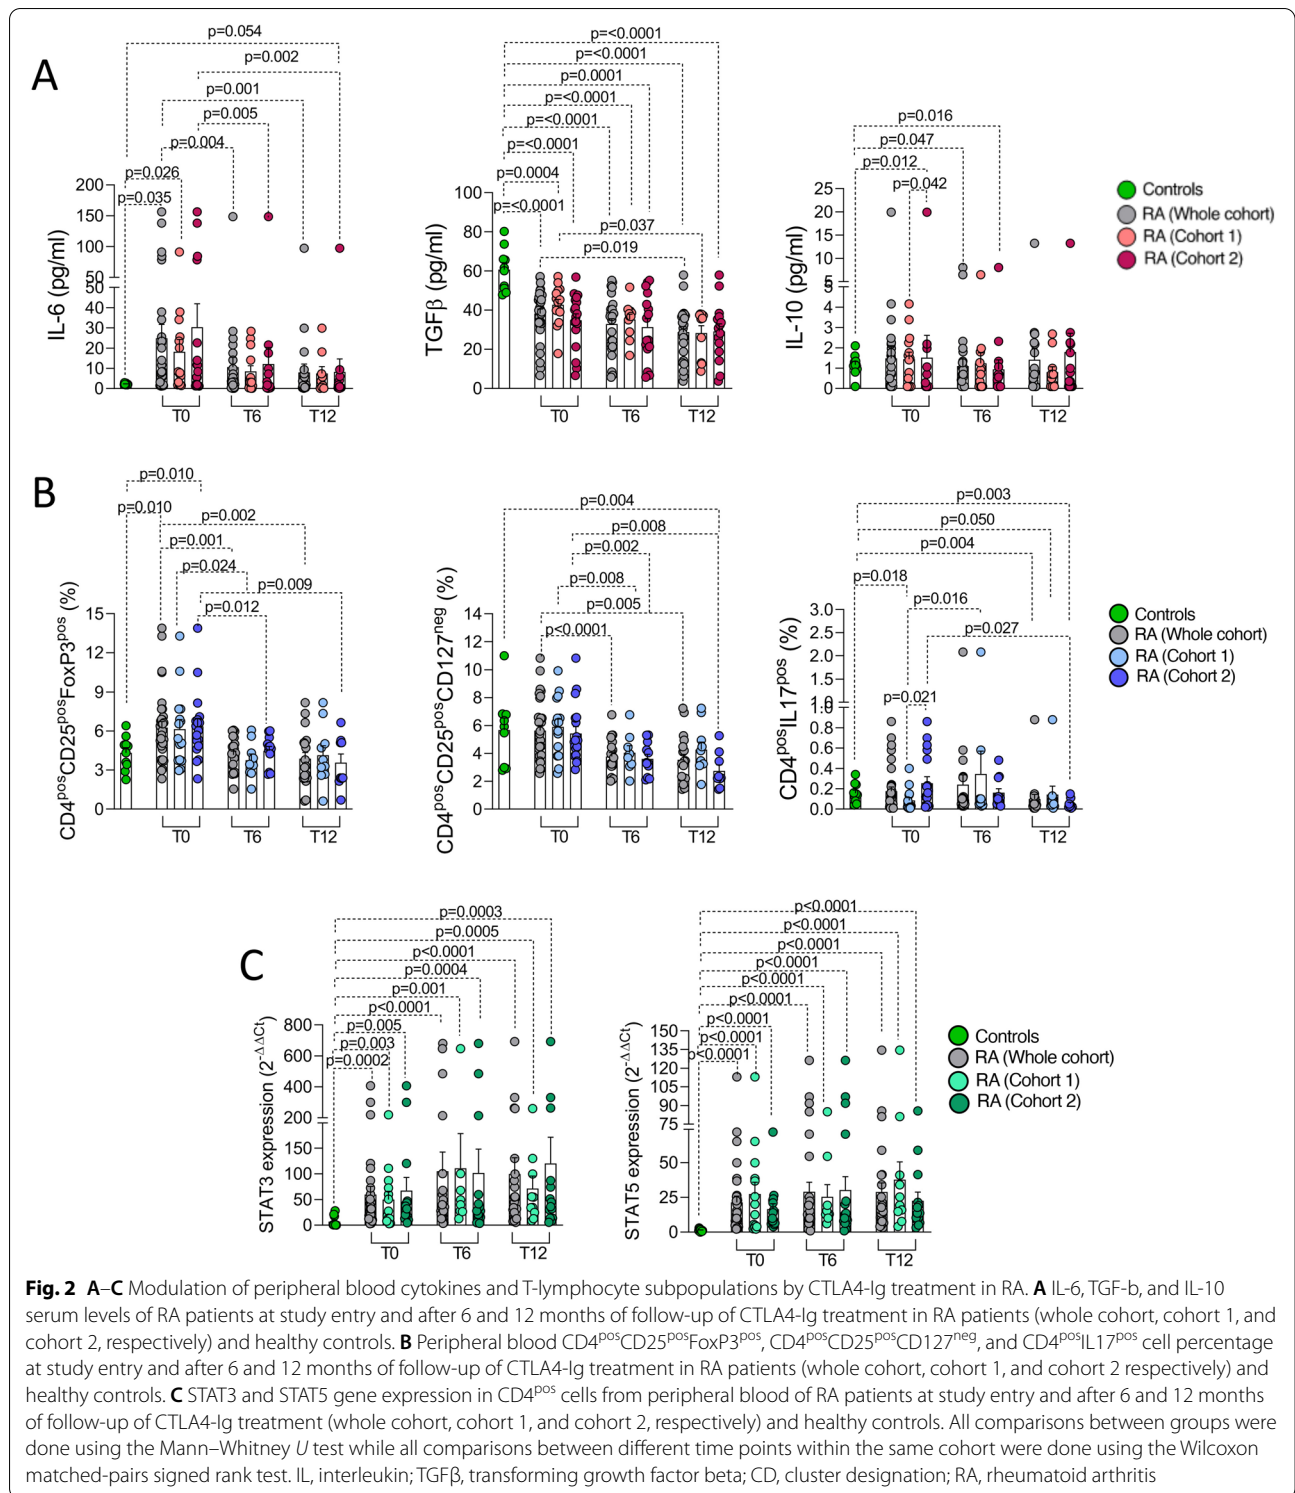 A
p=0.054
p=0.002
p=0.001
p=0.005
p=0.004
p=0.026
p=0.035
IL-6 (pg/ml)
200
150
100
50
50
40
30
20
10
0
T0 T6 T12
p=<0.0001
p=<0.0001
p=<0.0001
p=<0.0001
p=<0.0001
p=<0.0001
p=0.0004
p=<0.0001
p=0.037
p=0.019
TGFβ (pg/ml)
100
80
60
40
20
0
T0 T6 T12
p=0.016
p=0.047
p=0.012
p=0.042
IL-10 (pg/ml)
25
20
15
10
5
5
4
3
2
1
0
T0 T6 T12
Controls
RA (Whole cohort)
RA (Cohort 1)
RA (Cohort 2)
B
p=0.010
p=0.010
p=0.002
p=0.001
p=0.024
p=0.009
p=0.012
CD4posCD25posFoxP3pos (%)
15
12
9
6
3
0
T0 T6 T12
p=0.004
p=0.008
p=0.002
p=0.008
p=0.005
p<0.0001
CD4posCD25posCD127neg (%)
14
12
10
8
6
4
2
0
T0 T6 T12
p=0.003
p=0.050
p=0.004
p=0.018
p=0.016
p=0.027
p=0.021
CD4posIL17pos (%)
3.0
2.5
2.0
1.5
1.0
1.0
0.8
0.6
0.4
0.2
0.0
T0 T6 T12
Controls
RA (Whole cohort)
RA (Cohort 1)
RA (Cohort 2)
C
p=0.0003
p=0.0005
p<0.0001
p=0.0004
p=0.001
p<0.0001
p=0.005
p=0.003
p=0.0002
STAT3 expression (2-ΔΔCt)
800
600
400
200
200
150
100
50
0
T0 T6 T12
p<0.0001
p<0.0001
p<0.0001
p<0.0001
p<0.0001
p<0.0001
p<0.0001
p<0.0001
p<0.0001
STAT5 expression (2-ΔΔCt)
150
135
120
105
90
75
50
25
0
T0 T6 T12
Controls
RA (Whole cohort)
RA (Cohort 1)
RA (Cohort 2)
Fig. 2 A–C Modulation of peripheral blood cytokines and T-lymphocyte subpopulations by CTLA4-Ig treatment in RA. A IL-6, TGF-b, and IL-10
serum levels of RA patients at study entry and after 6 and 12 months of follow-up of CTLA4-Ig treatment in RA patients (whole cohort, cohort 1, and
cohort 2, respectively) and healthy controls. B Peripheral blood CD4posCD25posFoxP3pos, CD4posCD25posCD127neg, and CD4posIL17pos cell percentage
at study entry and after 6 and 12 months of follow-up of CTLA4-Ig treatment in RA patients (whole cohort, cohort 1, and cohort 2 respectively) and
healthy controls. C STAT3 and STAT5 gene expression in CD4pos cells from peripheral blood of RA patients at study entry and after 6 and 12 months
of follow-up of CTLA4-Ig treatment (whole cohort, cohort 1, and cohort 2, respectively) and healthy controls. All comparisons between groups were
done using the Mann–Whitney U test while all comparisons between different time points within the same cohort were done using the Wilcoxon
matched-pairs signed rank test. IL, interleukin; TGFβ, transforming growth factor beta; CD, cluster designation; RA, rheumatoid arthritis